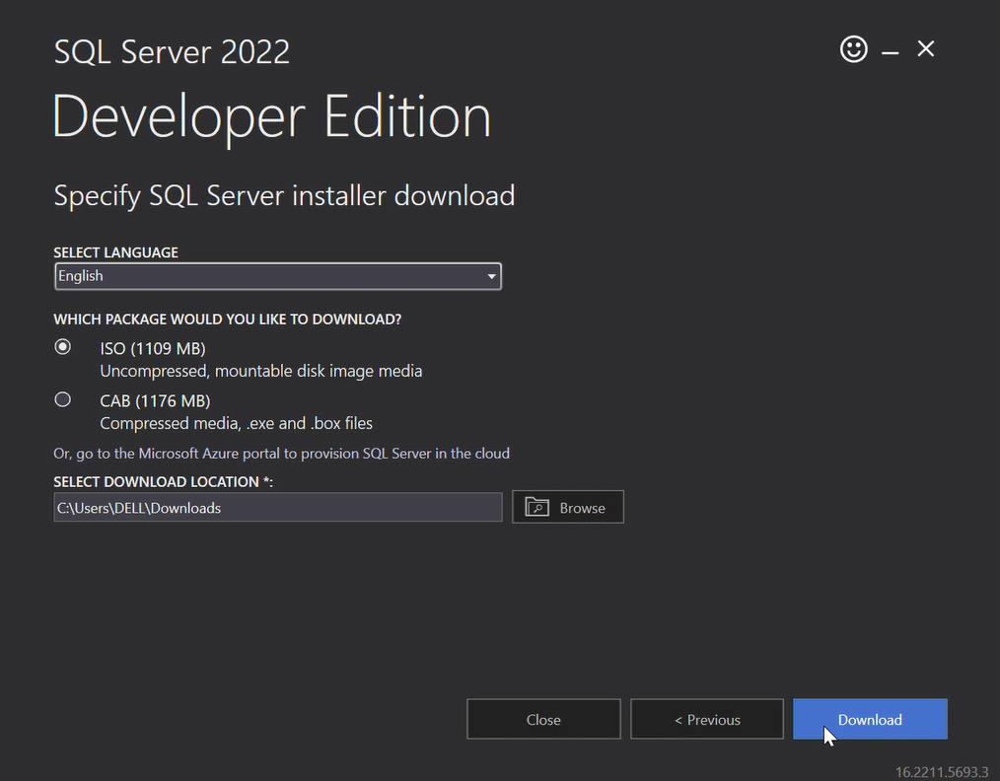 SQL Server 2022
Developer Edition
Specify SQL Server installer download
SELECT LANGUAGE
English
WHICH PACKAGE WOULD YOU LIKE TO DOWNLOAD?
ISO (1109 MB)
Uncompressed, mountable disk image media
CAB (1176 MB)
Compressed media, .exe and .box files
Or, go to the Microsoft Azure portal to provision SQL Server in the cloud
SELECT DOWNLOAD LOCATION *:
C:\Users\DELL\Downloads
Browse
Close
< Previous
Download
16.2211.5693.3